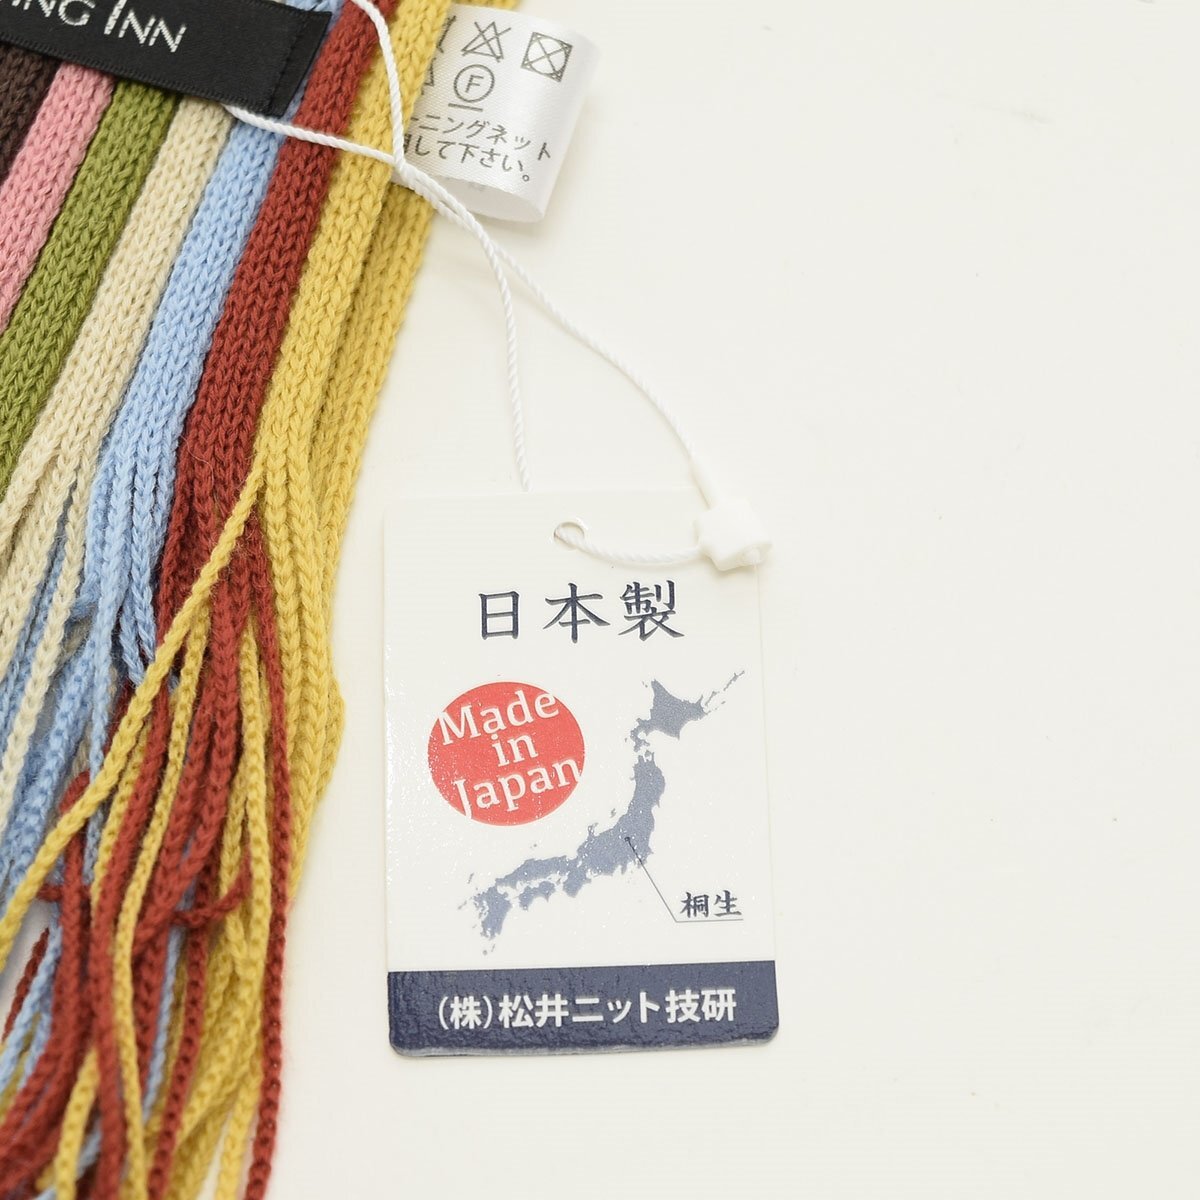 ING INN
F
ニングネット
して下さい。
日本製
Made
in
Japan
桐生
(株)松井ニット技研